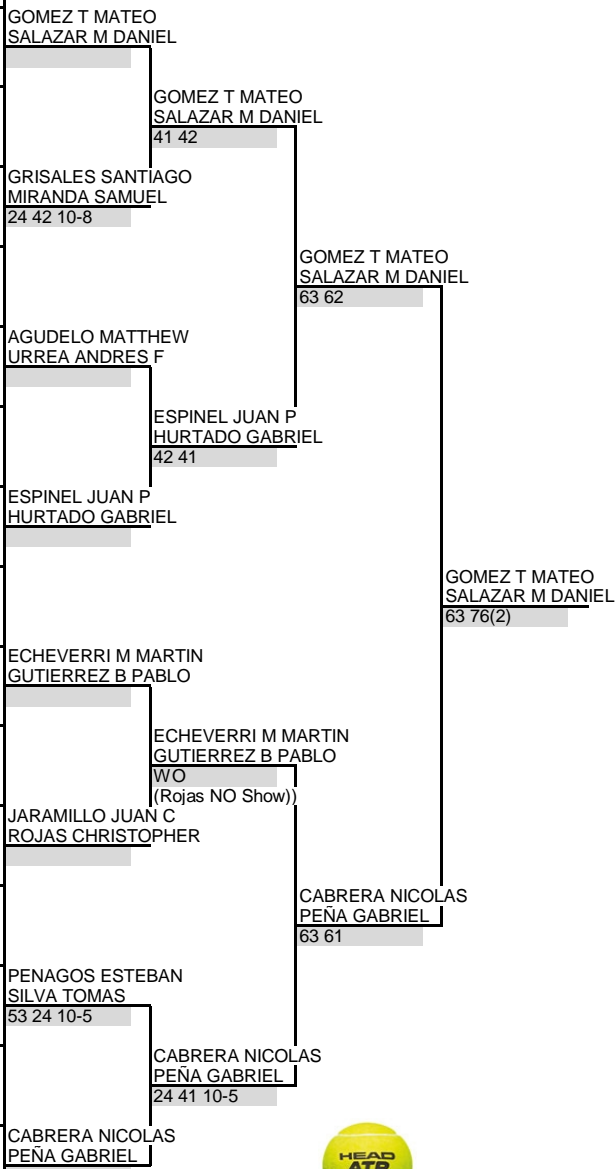 GOMEZ T MATEO
SALAZAR M DANIEL
GOMEZ T MATEO
SALAZAR M DANIEL
41 42
GRISALES SANTIAGO
MIRANDA SAMUEL
24 42 10-8
GOMEZ T MATEO
SALAZAR M DANIEL
63 62
AGUDELO MATTHEW
URREA ANDRES F
ESPINEL JUAN P
HURTADO GABRIEL
42 41
ESPINEL JUAN P
HURTADO GABRIEL
GOMEZ T MATEO
SALAZAR M DANIEL
63 76(2)
ECHEVERRI M MARTIN
GUTIERREZ B PABLO
ECHEVERRI M MARTIN
GUTIERREZ B PABLO
WO
(Rojas NO Show))
JARAMILLO JUAN C
ROJAS CHRISTOPHER
CABRERA NICOLAS
PEÑA GABRIEL
63 61
PENAGOS ESTEBAN
SILVA TOMAS
53 24 10-5
CABRERA NICOLAS
PEÑA GABRIEL
24 41 10-5
CABRERA NICOLAS
PEÑA GABRIEL
HEAD
ATP